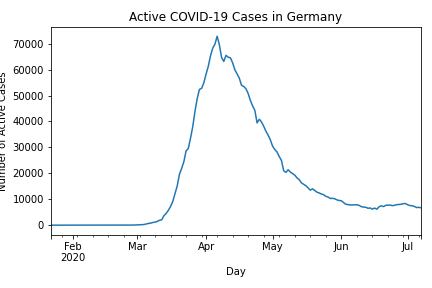 Active COVID-19 Cases in Germany
Number of Active Cases
70000
60000
50000
40000
30000
20000
10000
0
Feb Mar Apr May Jun Jul
2020
Day